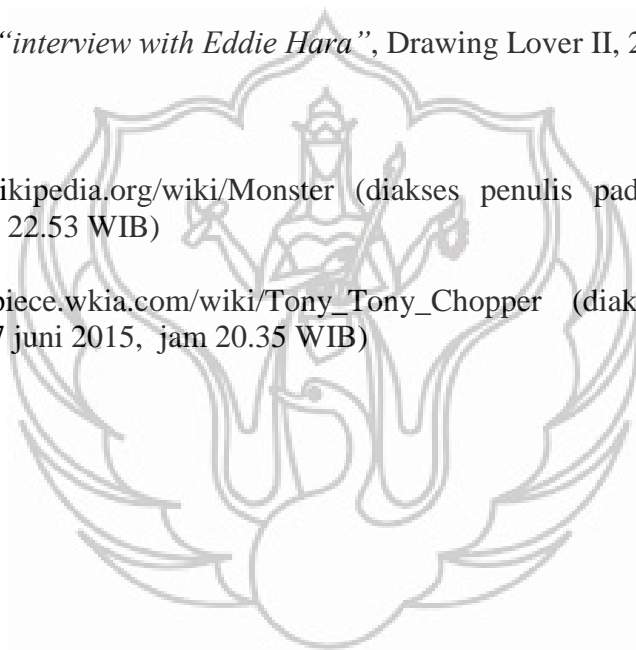 “interview with Eddie Hara”, Drawing Lover II, 2
ikipedia.org/wiki/Monster (diakses penulis pad
22.53 WIB)
piece.wkia.com/wiki/Tony_Tony_Chopper (diak
7 juni 2015, jam 20.35 WIB)